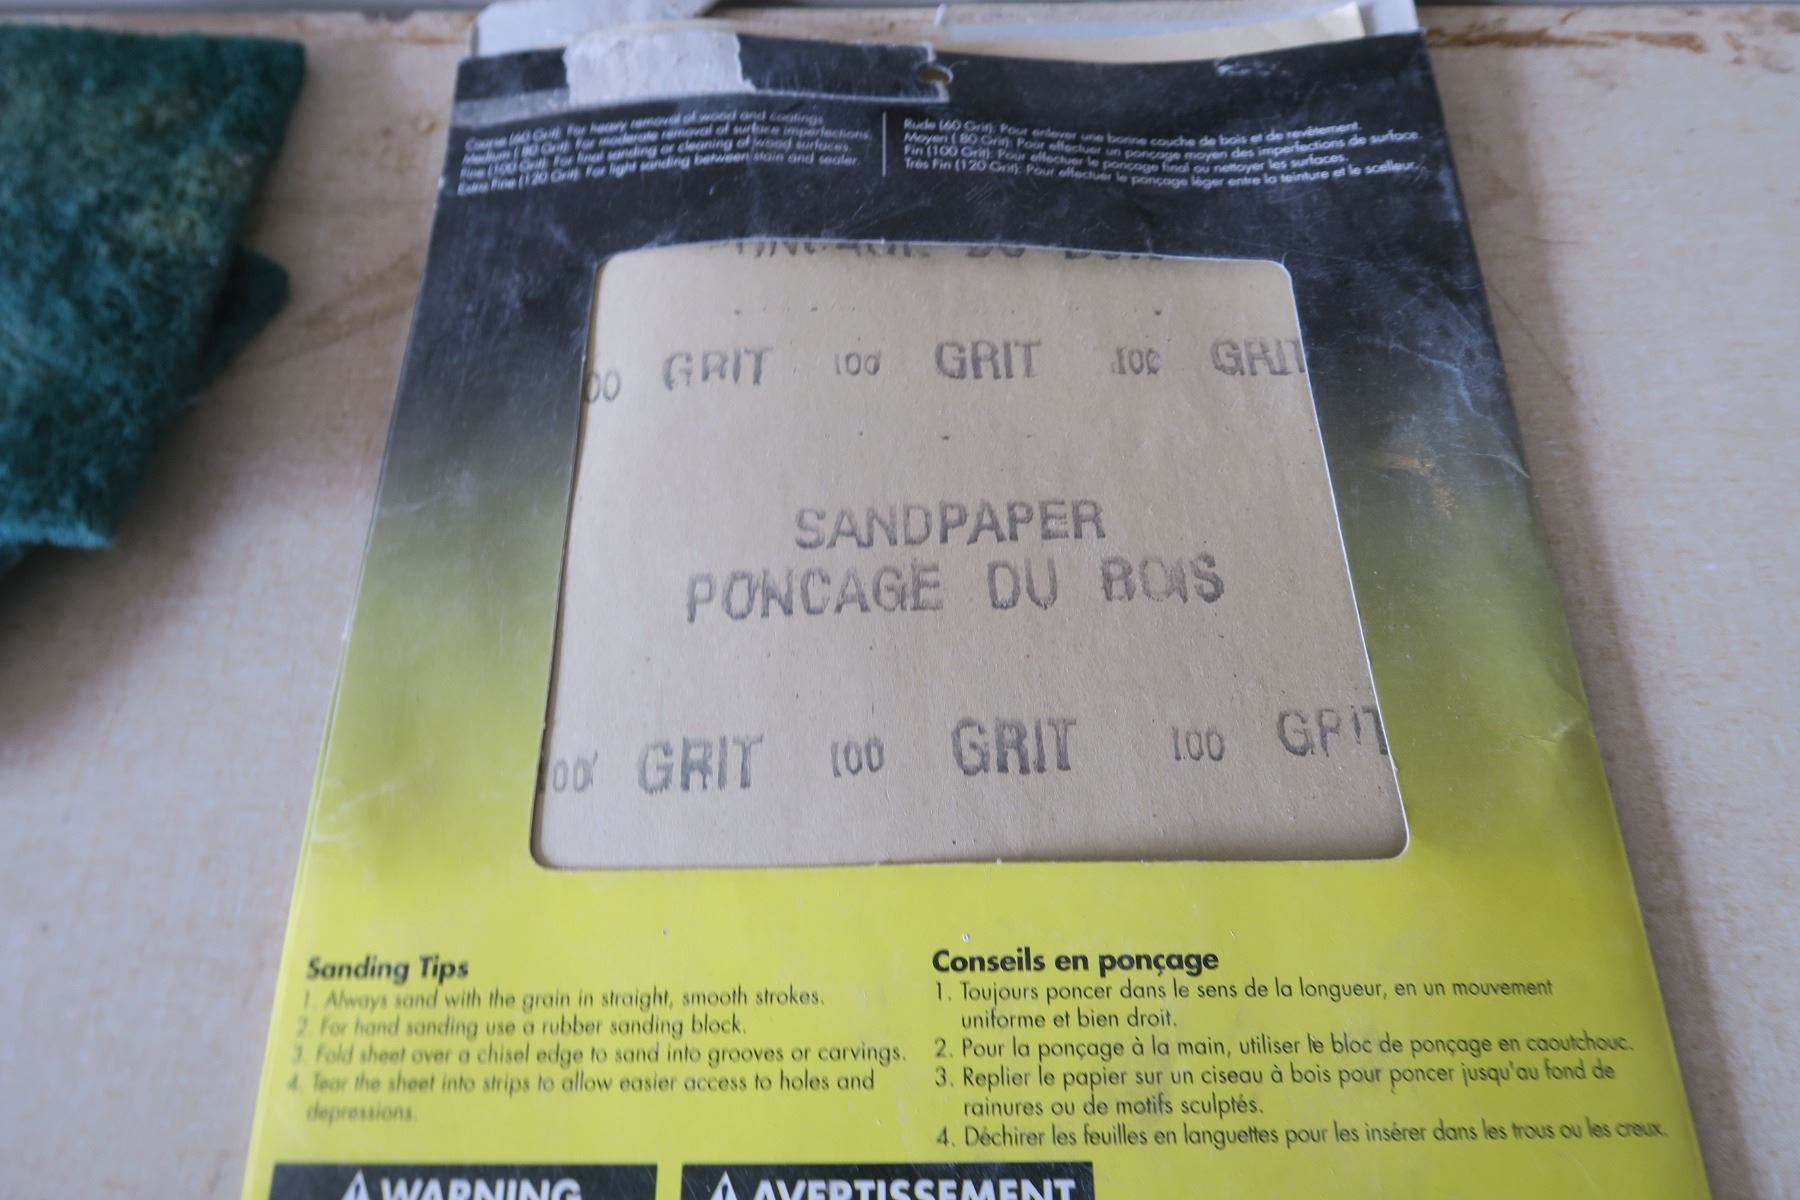 Coarse (60 Grit): For heavy removal of wood and coatings
Medium ( 80 Grit): For moderate removal of surface imperfections.
Fine (100 Grit): For final sanding or cleaning of wood surfaces.
Extra Fine (120 Grit): For light sanding between stain and sealer.
Rude (60 Grit): Pour enlever une bonne couche de bois et de revêtement.
Moyen ( 80 Grit): Pour effectuer un ponçage moyen des imperfections de surface
Fin (100 Grit): Pour effectuer le ponçage final ou nettoyer les surfaces.
Très Fin (120 Grit): Pour effectuer le ponçage léger entre la teinture et le scelleur.
00 GRIT 100 GRIT 100 GRIT
SANDPAPER
PONCAGE DU BOIS
100 GRIT 100 GRIT 100 GRIT
Sanding Tips
1. Always sand with the grain in straight, smooth strokes.
2. For hand sanding use a rubber sanding block.
3. Fold sheet over a chisel edge to sand into grooves or carvings.
4. Tear the sheet into strips to allow easier access to holes and
depressions.
Conseils en ponçage
1. Toujours poncer dans le sens de la longueur, en un mouvement
uniforme et bien droit.
2. Pour la ponçage à la main, utiliser le bloc de ponçage en caoutchouc.
3. Replier le papier sur un ciseau à bois pour poncer jusqu'au fond de
rainures ou de motifs sculptés.
4. Déchirer les feuilles en languettes pour les insérer dans les trous ou les creux.
WARNING
AVERTISSEMENT